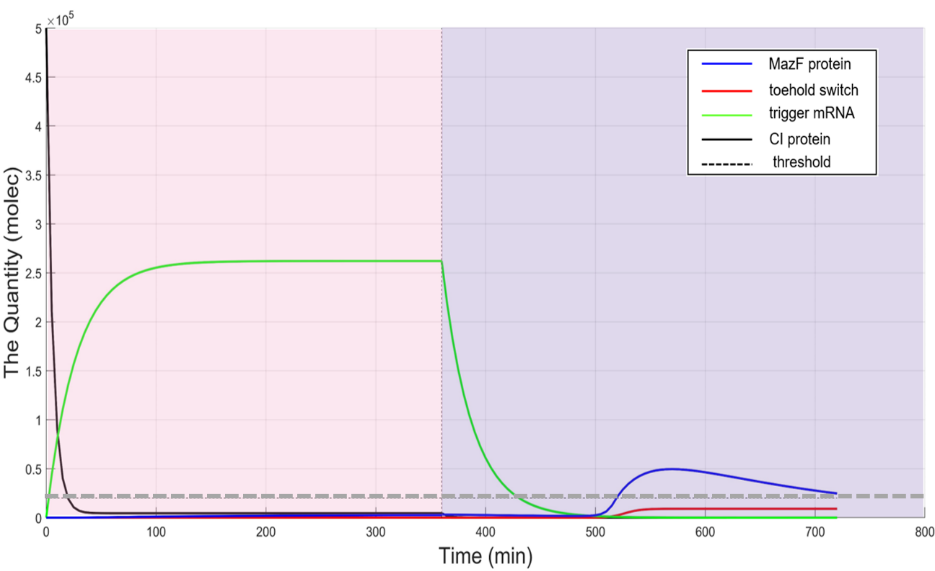 ×10⁵
5
4.5
4
3.5
3
2.5
2
1.5
1
0.5
0
The Quantity (molec)
MazF protein
toehold switch
trigger mRNA
CI protein
threshold
0 100 200 300 400 500 600 700 800
Time (min)